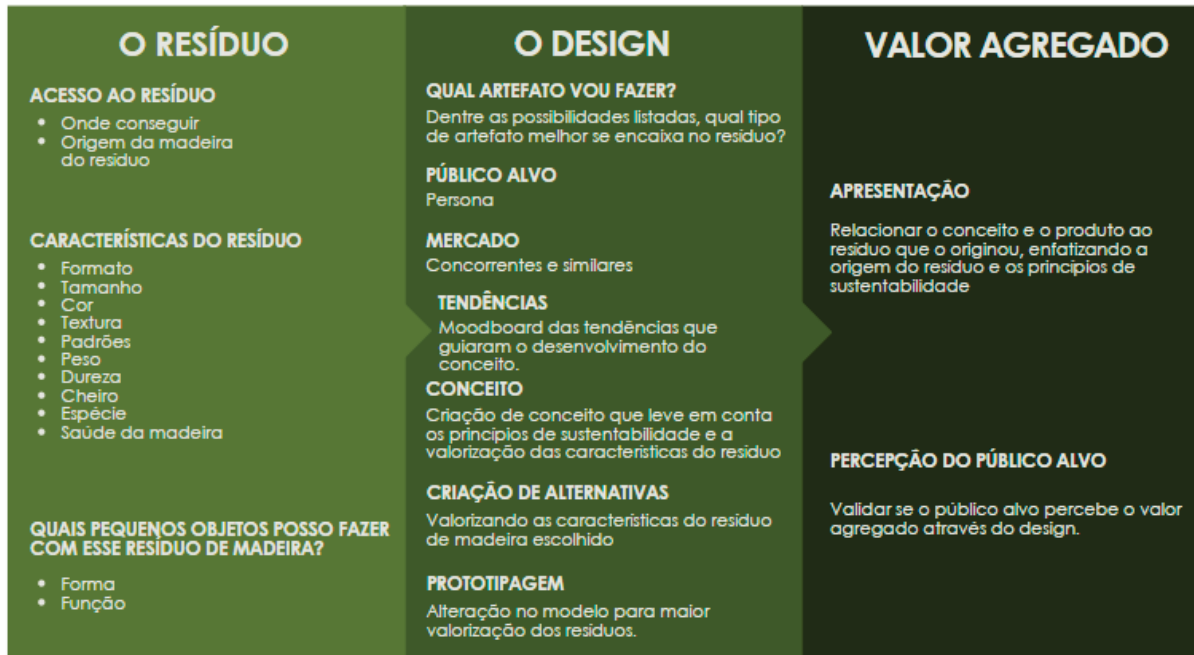 O RESÍDUO
ACESSO AO RESÍDUO
• Onde conseguir
• Origem da madeira
do resíduo
CARACTERÍSTICAS DO RESÍDUO
• Formato
• Tamanho
• Cor
• Textura
• Padrões
• Peso
• Dureza
• Cheiro
• Espécie
• Saúde da madeira
QUAIS PEQUENOS OBJETOS POSSO FAZER
COM ESSE RESÍDUO DE MADEIRA?
• Forma
• Função
O DESIGN
QUAL ARTEFATO VOU FAZER?
Dentre as possibilidades listadas, qual tipo
de artefato melhor se encaixa no resíduo?
PÚBLICO ALVO
Persona
MERCADO
Concorrentes e similares
TENDÊNCIAS
Moodboard das tendências que
guiaram o desenvolvimento do
conceito.
CONCEITO
Criação de conceito que leve em conta
os princípios de sustentabilidade e a
valorização das características do resíduo
CRIAÇÃO DE ALTERNATIVAS
Valorizando as características do resíduo
de madeira escolhido
PROTOTIPAGEM
Alteração no modelo para maior
valorização dos resíduos.
VALOR AGREGADO
APRESENTAÇÃO
Relacionar o conceito e o produto ao
resíduo que o originou, enfatizando a
origem do resíduo e os princípios de
sustentabilidade
PERCEPÇÃO DO PÚBLICO ALVO
Validar se o público alvo percebe o valor
agregado através do design.